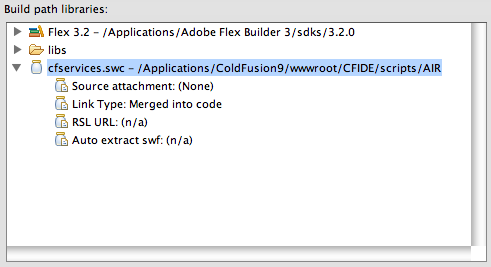 Build path libraries:
Flex 3.2 – /Applications/Adobe Flex Builder 3/sdks/3.2.0
libs
cfservices.swc – /Applications/ColdFusion9/wwwroot/CFIDE/scripts/AIR
Source attachment: (None)
Link Type: Merged into code
RSL URL: (n/a)
Auto extract swf: (n/a)